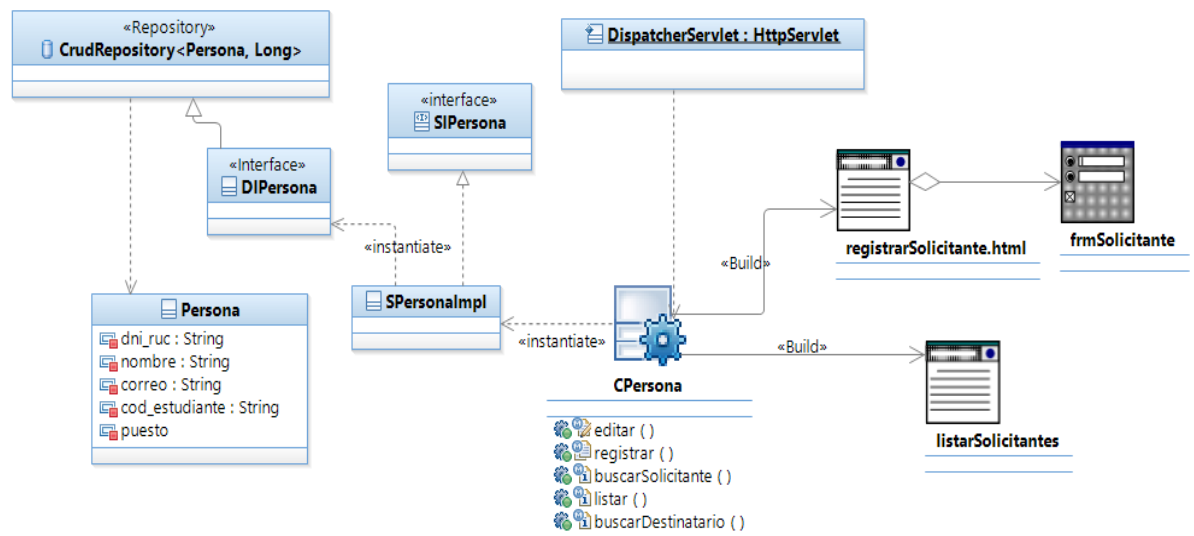 «Repository»
CrudRepository<Persona, Long>
DispatcherServlet : HttpServlet
«interface»
SIPersona
«Interface»
DIPersona
«instantiate»
registrarSolicitante.html
frmSolicitante
«Build»
Persona
dni_ruc : String
nombre : String
correo : String
cod_estudiante : String
puesto
SPersonaImpl
«instantiate»
«Build»
CPersona
editar ( )
registrar ( )
buscarSolicitante ( )
listar ( )
buscarDestinatario ( )
listarSolicitantes